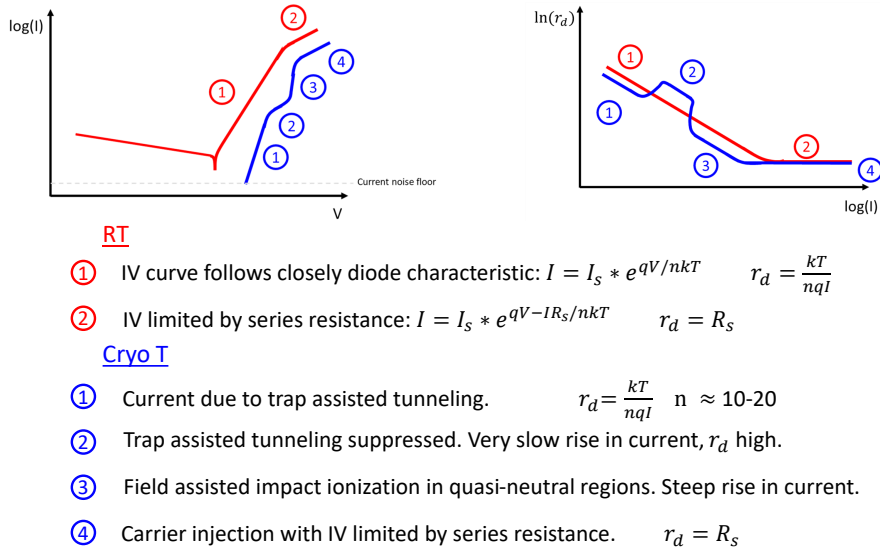 log(I)
② 
① 
④
③
②
①
Current noise floor
V
ln(r_d)
①
②
①
②
③
④
log(I)
RT
① IV curve follows closely diode characteristic: I = I_s * e^{qV/nkT} r_d = \frac{kT}{nqI}
② IV limited by series resistance: I = I_s * e^{qV-IR_s/nkT} r_d = R_s
Cryo T
① Current due to trap assisted tunneling. r_d = \frac{kT}{nqI} n ≈ 10-20
② Trap assisted tunneling suppressed. Very slow rise in current, r_d high.
③ Field assisted impact ionization in quasi-neutral regions. Steep rise in current.
④ Carrier injection with IV limited by series resistance. r_d = R_s